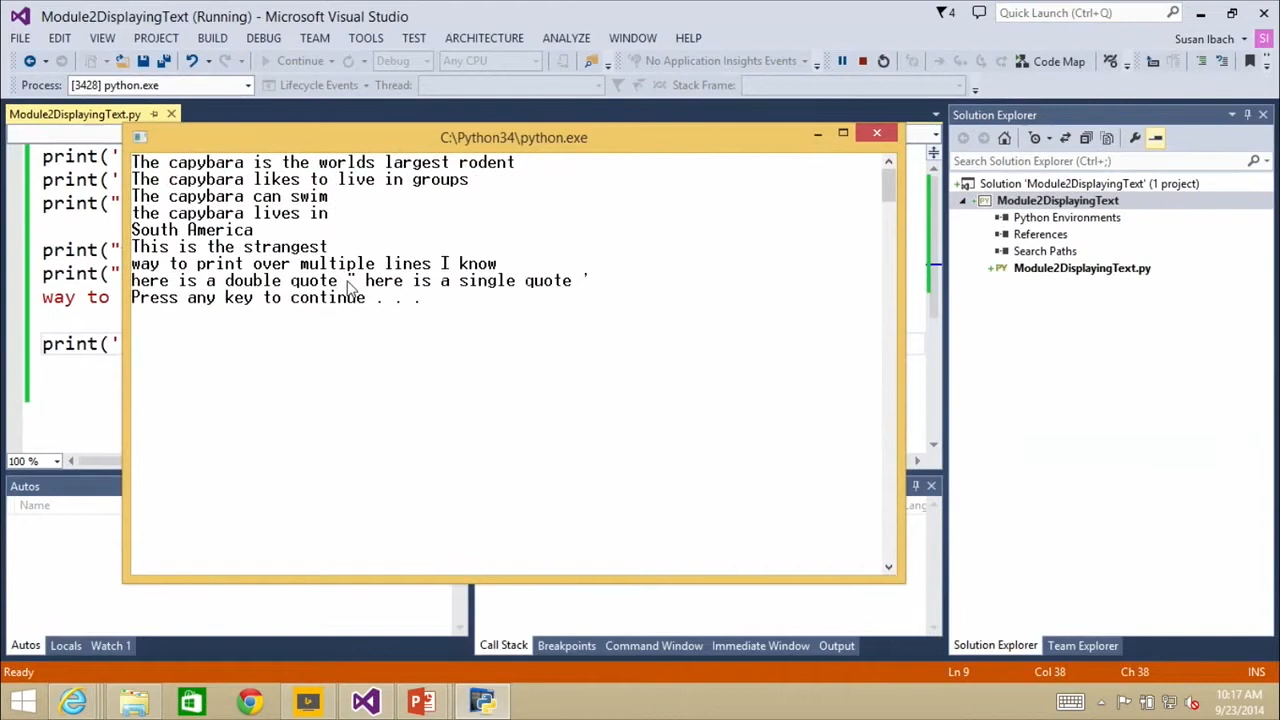 Module2DisplayingText (Running) - Microsoft Visual Studio
4
Quick Launch (Ctrl+Q)
FILE EDIT VIEW PROJECT BUILD DEBUG TEAM TOOLS TEST ARCHITECTURE ANALYZE WINDOW HELP
Susan Ibach SI
Continue Debug Any CPU No Application Insights Events Code Map
Process: [3428] python.exe Lifecycle Events Thread: Stack Frame:
Module2DisplayingText.py
Solution Explorer
C:\Python34\python.exe
Search Solution Explorer (Ctrl+;)
Solution 'Module2DisplayingText' (1 project)
Module2DisplayingText
Python Environments
References
Search Paths
Module2DisplayingText.py
print('
print('
print("
print("
print("
way to
print('
The capybara is the worlds largest rodent
The capybara likes to live in groups
The capybara can swim
the capybara lives in
South America
This is the strangest
way to print over multiple lines I know
here is a double quote " here is a single quote '
Press any key to continue . . .
100 %
Autos
Name
Lang
Autos Locals Watch 1
Call Stack Breakpoints Command Window Immediate Window Output
Solution Explorer Team Explorer
Ready
Ln 9 Col 38 Ch 38 INS
10:17 AM
9/23/2014